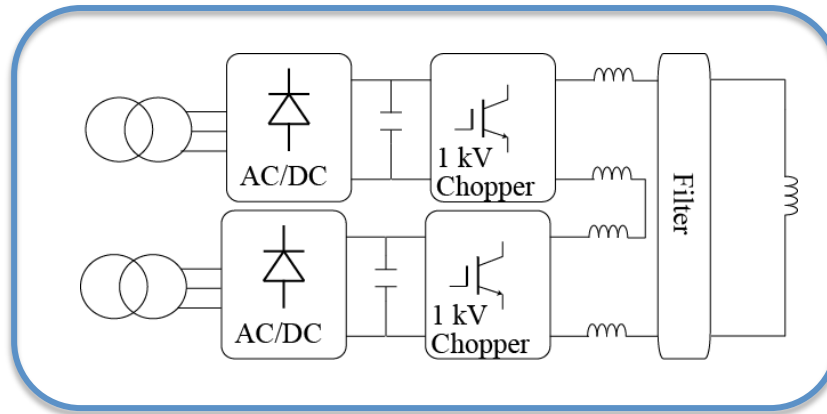 AC/DC
1 kV
Chopper
Filter
AC/DC
1 kV
Chopper